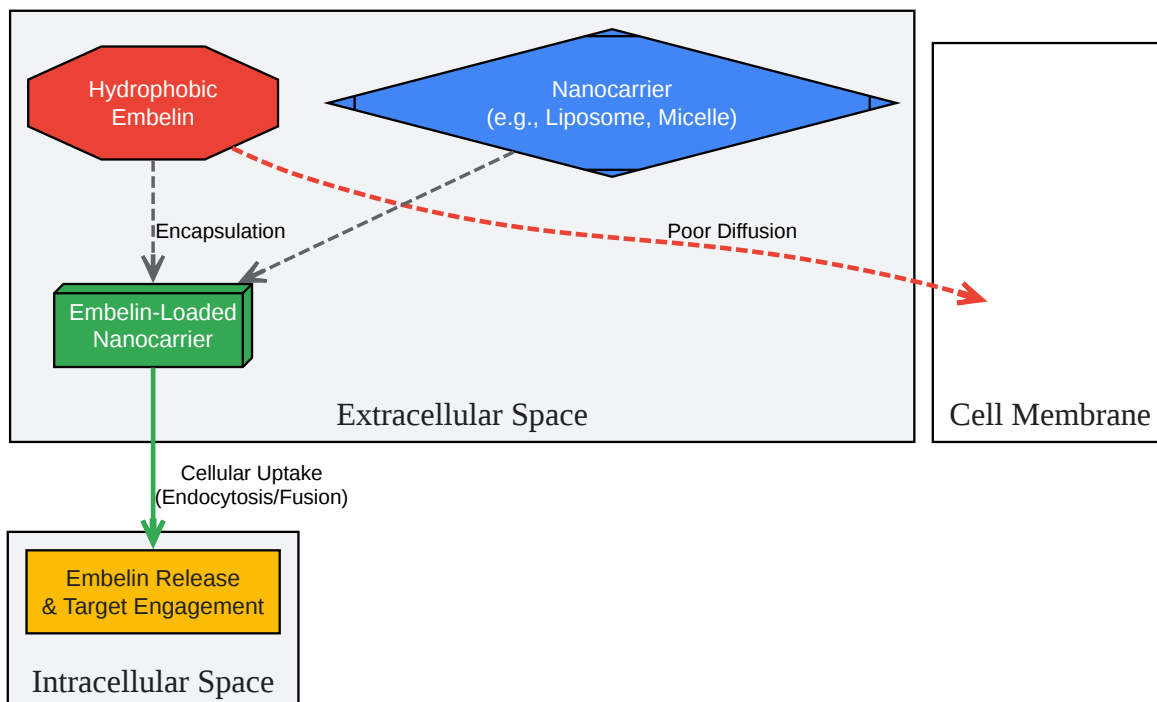 Hydrophobic
Embelin
Nanocarrier
(e.g., Liposome, Micelle)
Encapsulation
Poor Diffusion
Embelin-Loaded
Nanocarrier
Extracellular Space
Cell Membrane
Cellular Uptake
(Endocytosis/Fusion)
Embelin Release
& Target Engagement
Intracellular Space